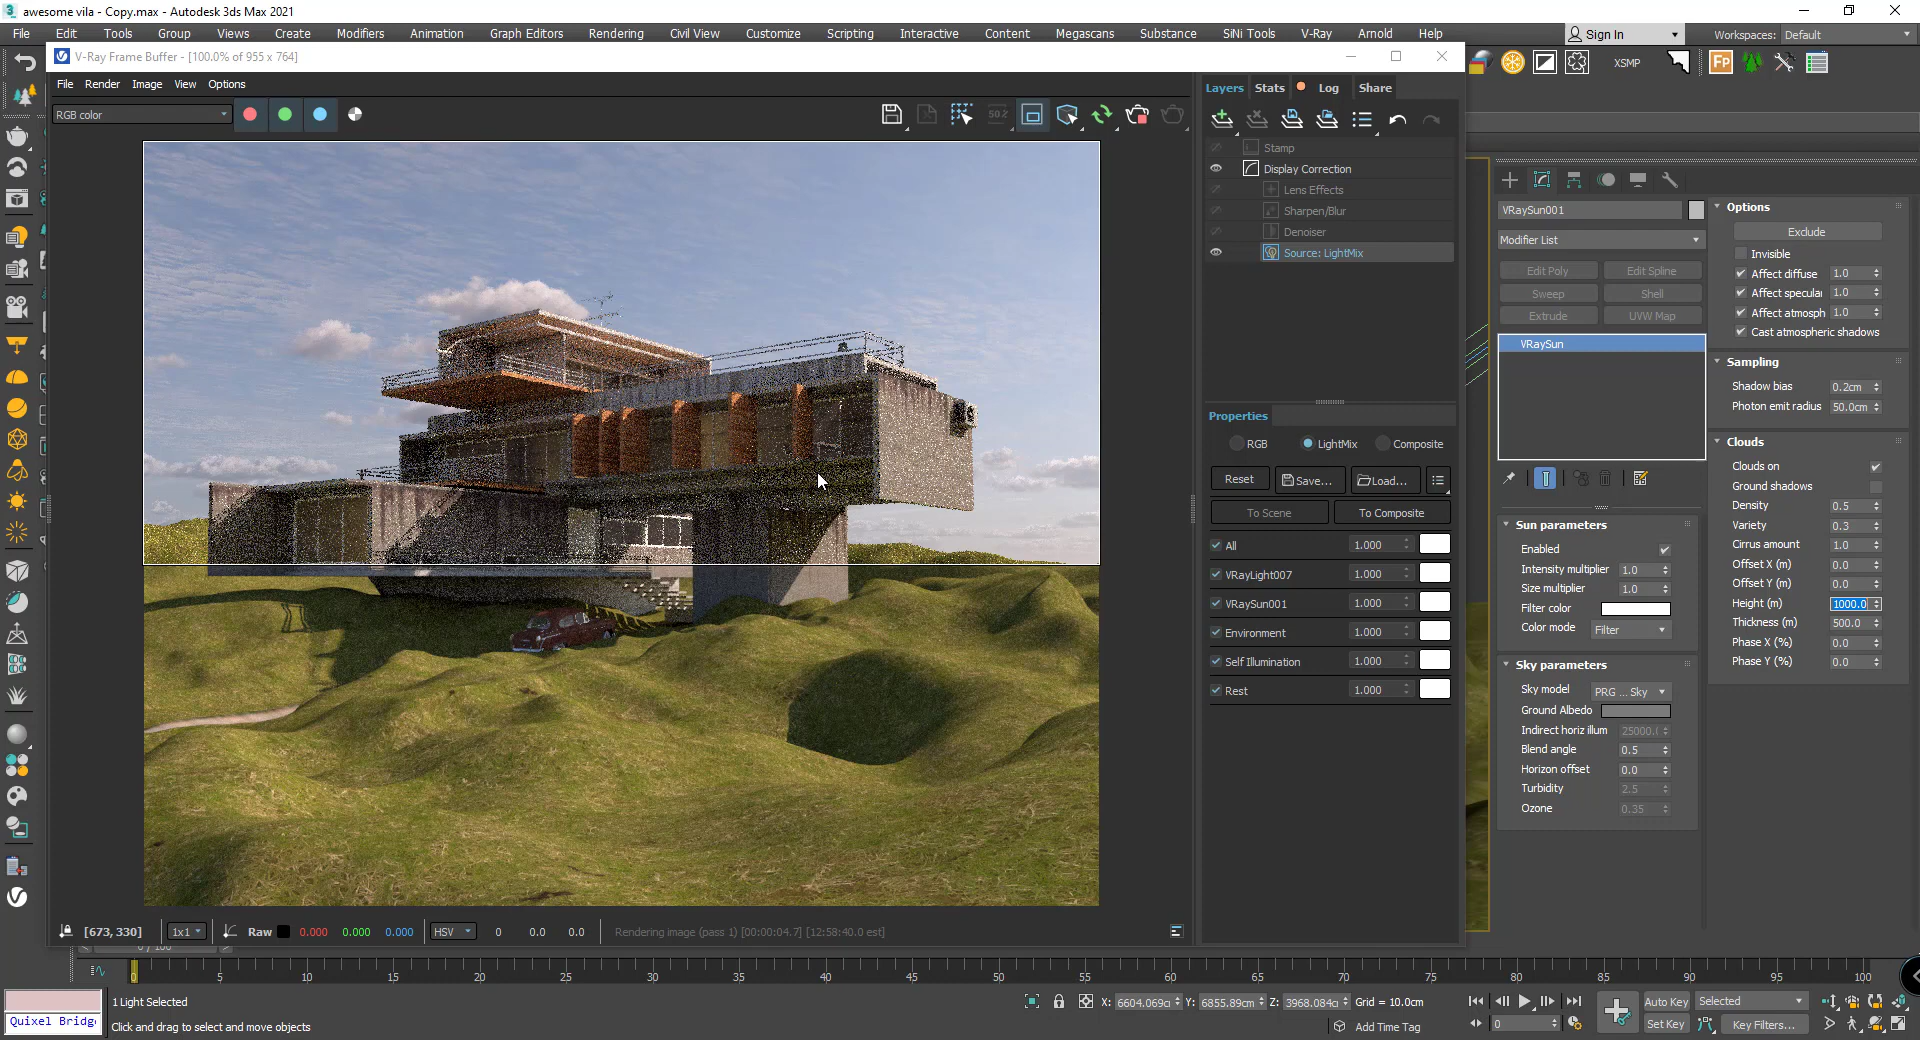 awesome vila - Copy.max - Autodesk 3ds Max 2021
File Edit Tools Group Views Create Modifiers Animation Graph Editors Rendering Civil View Customize Scripting Interactive Content Megascans Substance SiNi Tools V-Ray Arnold Help
Sign In
Workspaces: Default
V-Ray Frame Buffer - [100.0% of 955 x 764]
XSMP
FP
File Render Image View Options
RGB color
50%
Layers Stats Log Share
Stamp
Display Correction
Lens Effects
Sharpen/Blur
Denoiser
Source: LightMix
Properties
RGB LightMix Composite
Reset Save... Load...
To Scene To Composite
All 1.000
VRayLight007 1.000
VRaySun001 1.000
Environment 1.000
Self Illumination 1.000
Rest 1.000
VRaySun001
Modifier List
Edit Poly Edit Spline
Sweep Shell
Extrude UVW Map
VRaySun
Sun parameters
Enabled
Intensity multiplier 1.0
Size multiplier 1.0
Filter color
Color mode Filter
Sky parameters
Sky model PRG ... Sky
Ground Albedo
Indirect horiz illum 25000.(
Blend angle 0.5
Horizon offset 0.0
Turbidity 2.5
Ozone 0.35
Options
Exclude
Invisible
Affect diffuse 1.0
Affect specular 1.0
Affect atmosph 1.0
Cast atmospheric shadows
Sampling
Shadow bias 0.2cm
Photon emit radius 50.0cm
Clouds
Clouds on
Ground shadows
Density 0.5
Variety 0.3
Cirrus amount 1.0
Offset X (m) 0.0
Offset Y (m) 0.0
Height (m) 1000.0
Thickness (m) 500.0
Phase X (%) 0.0
Phase Y (%) 0.0
[673, 330] 1x1 Raw 0.000 0.000 0.000 HSV 0 0.0 0.0 Rendering image (pass 1) [00:00:04.7] [12:58:40.0 est]
0 / 100
0 5 10 15 20 25 30 35 40 45 50 55 60 65 70 75 80 85 90 95 100
1 Light Selected
X: 6604.069c Y: 6855.89cm Z: 3968.084c Grid = 10.0cm
Auto Key Selected
Quixel Bridg
Click and drag to select and move objects
Add Time Tag
0
Set Key Key Filters...